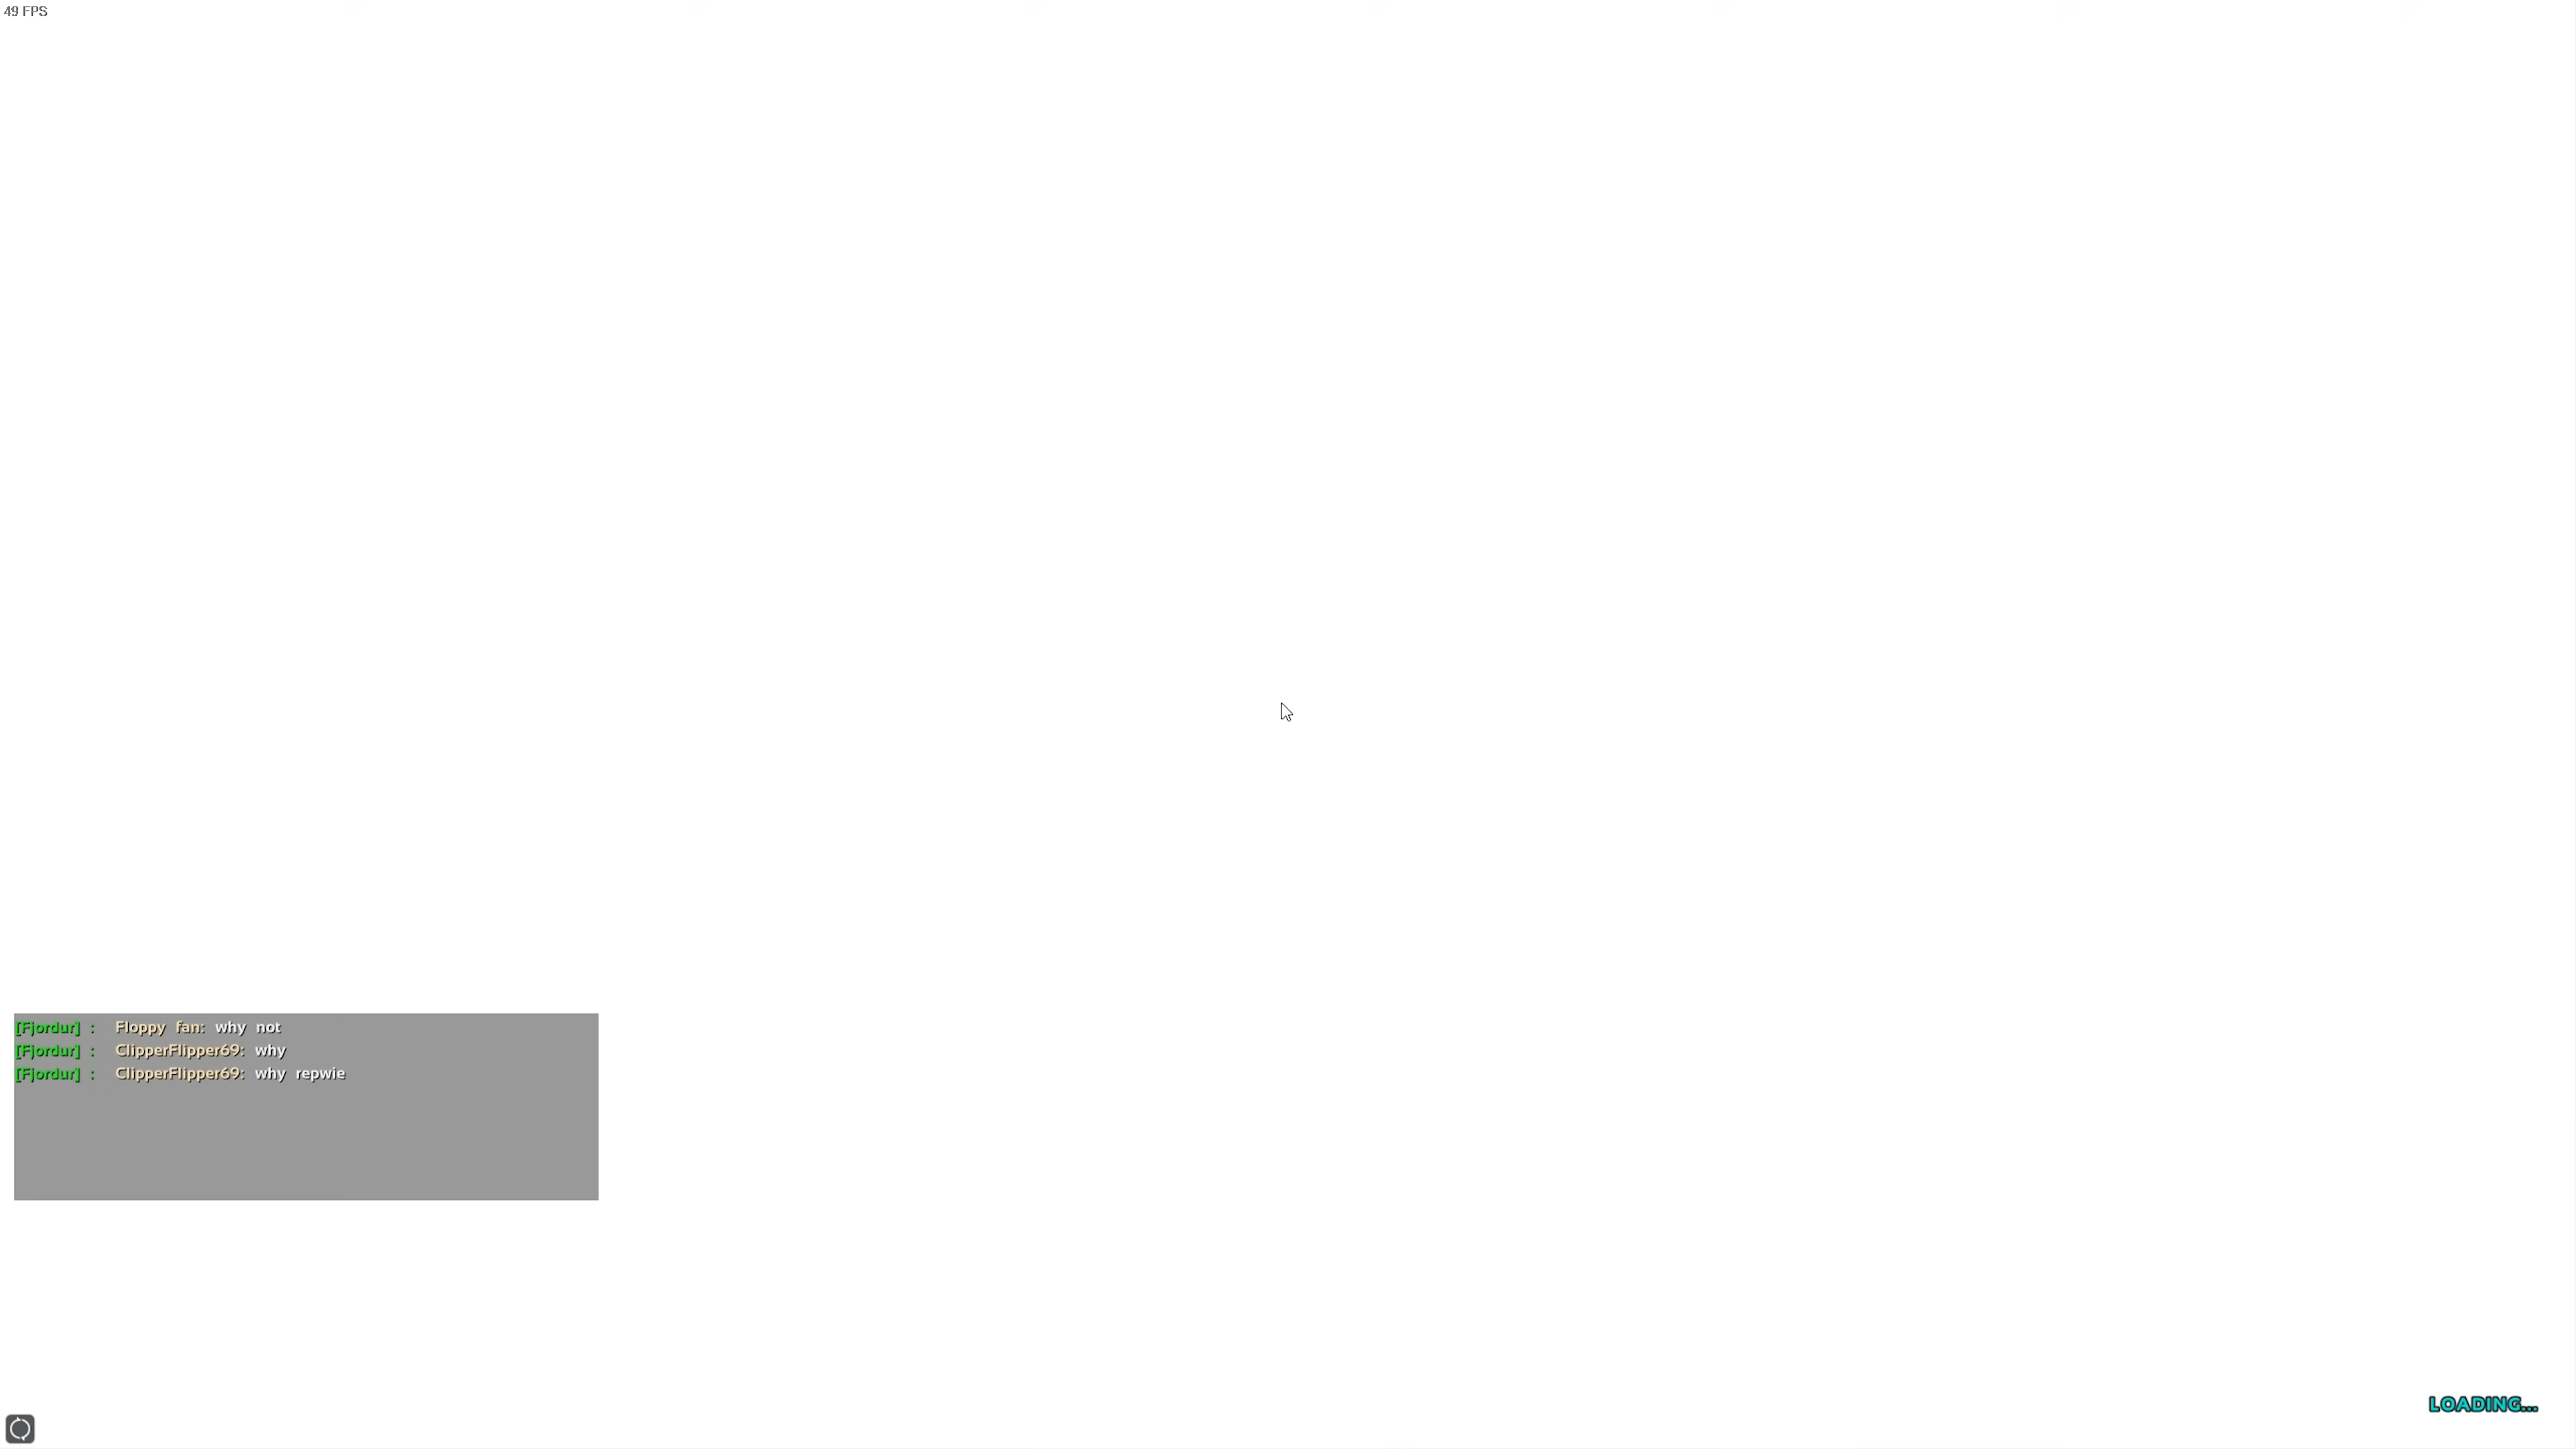 49 FPS
[Fjordur] : Floppy fan: why not
[Fjordur] : ClipperFlipper69: why
[Fjordur] : ClipperFlipper69: why repwie
LOADING...